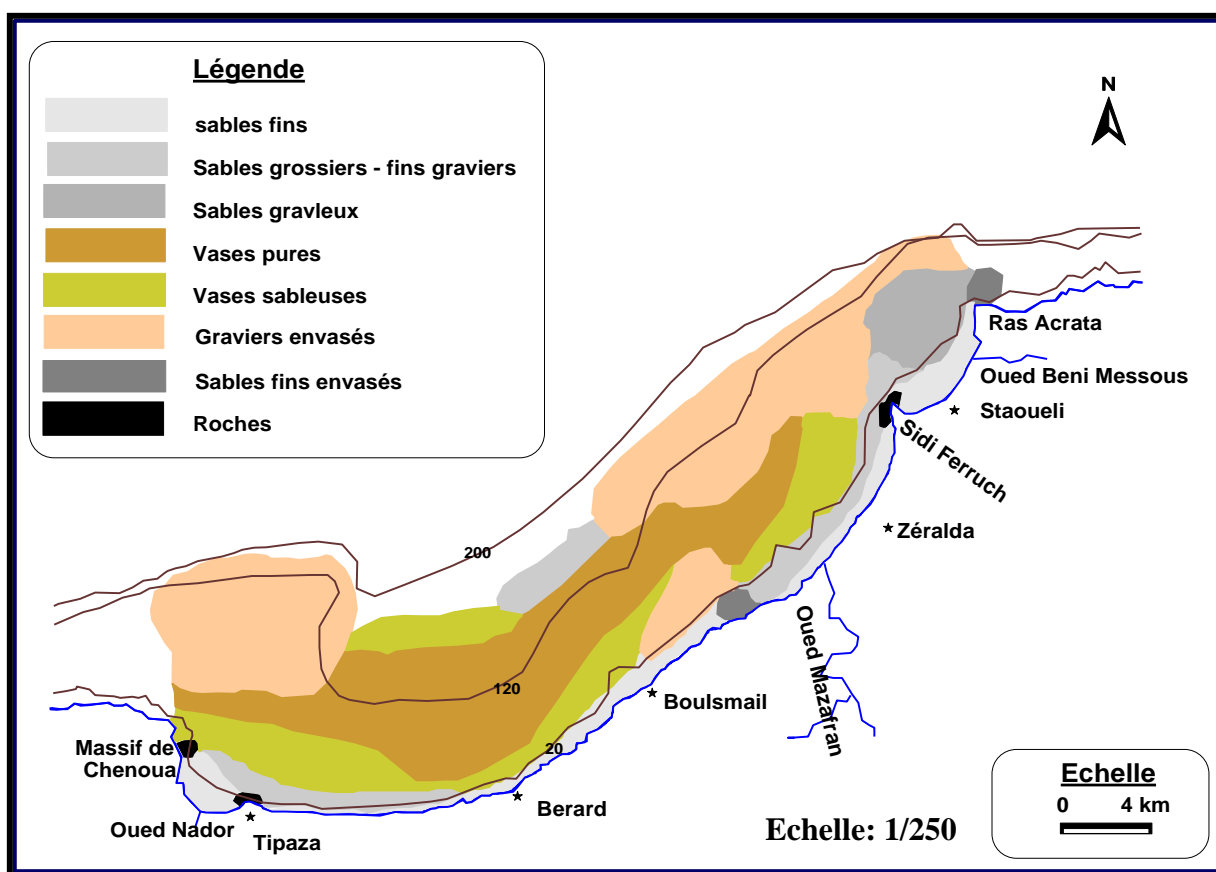 Légende
sables fins
Sables grossiers - fins graviers
Sables gravleux
Vases pures
Vases sableuses
Graviers envasés
Sables fins envasés
Roches
N
Ras Acrata
Oued Beni Messous
Staoueli
Sidi Ferruch
Zéralda
200
Oued Mazafran
120
Boulsmail
20
Massif de
Chenoua
Berard
Oued Nador
Tipaza
Echelle: 1/250
Echelle
0 4 km